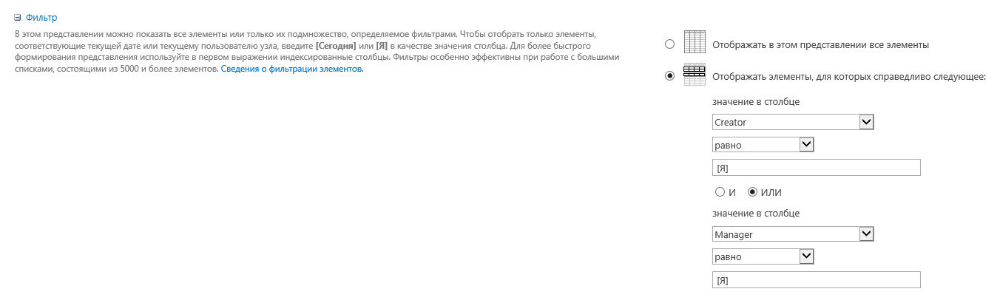 Фильтр
В этом представлении можно показать все элементы или только их подмножество, определяемое фильтрами. Чтобы отобрать только элементы,
соответствующие текущей дате или текущему пользователю узла, введите [Сегодня] или [Я] в качестве значения столбца. Для более быстрого
формирования представления используйте в первом выражении индексированные столбцы. Фильтры особенно эффективны при работе с большими
списками, состоящими из 5000 и более элементов. Сведения о фильтрации элементов.
Отображать в этом представлении все элементы
Отображать элементы, для которых справедливо следующее:
значение в столбце
Creator
равно
[Я]
И ИЛИ
значение в столбце
Manager
равно
[Я]